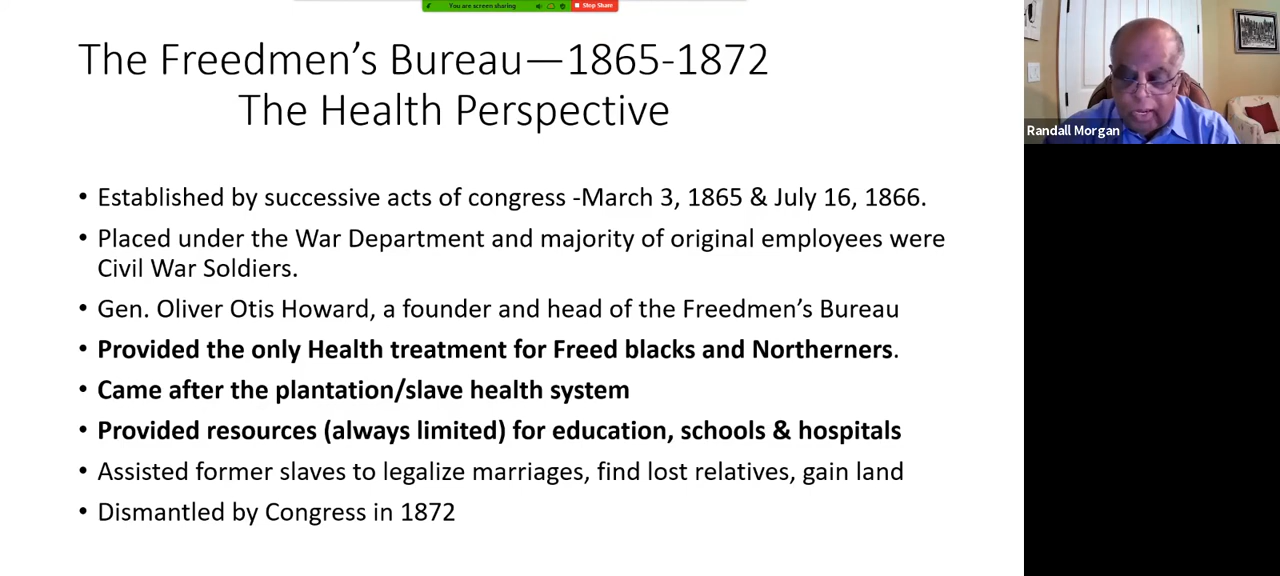 You are screen sharing
Stop Share
The Freedmen's Bureau—1865-1872
The Health Perspective
Randall Morgan
• Established by successive acts of congress -March 3, 1865 & July 16, 1866.
• Placed under the War Department and majority of original employees were
Civil War Soldiers.
• Gen. Oliver Otis Howard, a founder and head of the Freedmen's Bureau
• Provided the only Health treatment for Freed blacks and Northerners.
• Came after the plantation/slave health system
• Provided resources (always limited) for education, schools & hospitals
• Assisted former slaves to legalize marriages, find lost relatives, gain land
• Dismantled by Congress in 1872